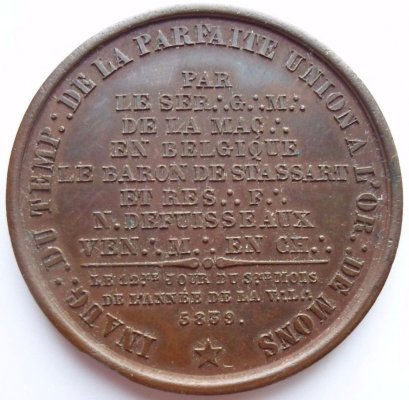 INAUG∴ DU TEMP∴ DE LA PARFAITE UNION A L'OR∴ DE MONS
PAR
LE SER∴ G∴ M∴
DE LA MAÇ∴
EN BELGIQUE
LE BARON DE STASSART
ET RES∴ F∴
N. DEFUISSEAUX
VEN∴ M∴ EN CH∴
LE 12ME JOUR DU 8ME MOIS
DE L'ANNÉE DE LA V∴ L∴
5839.